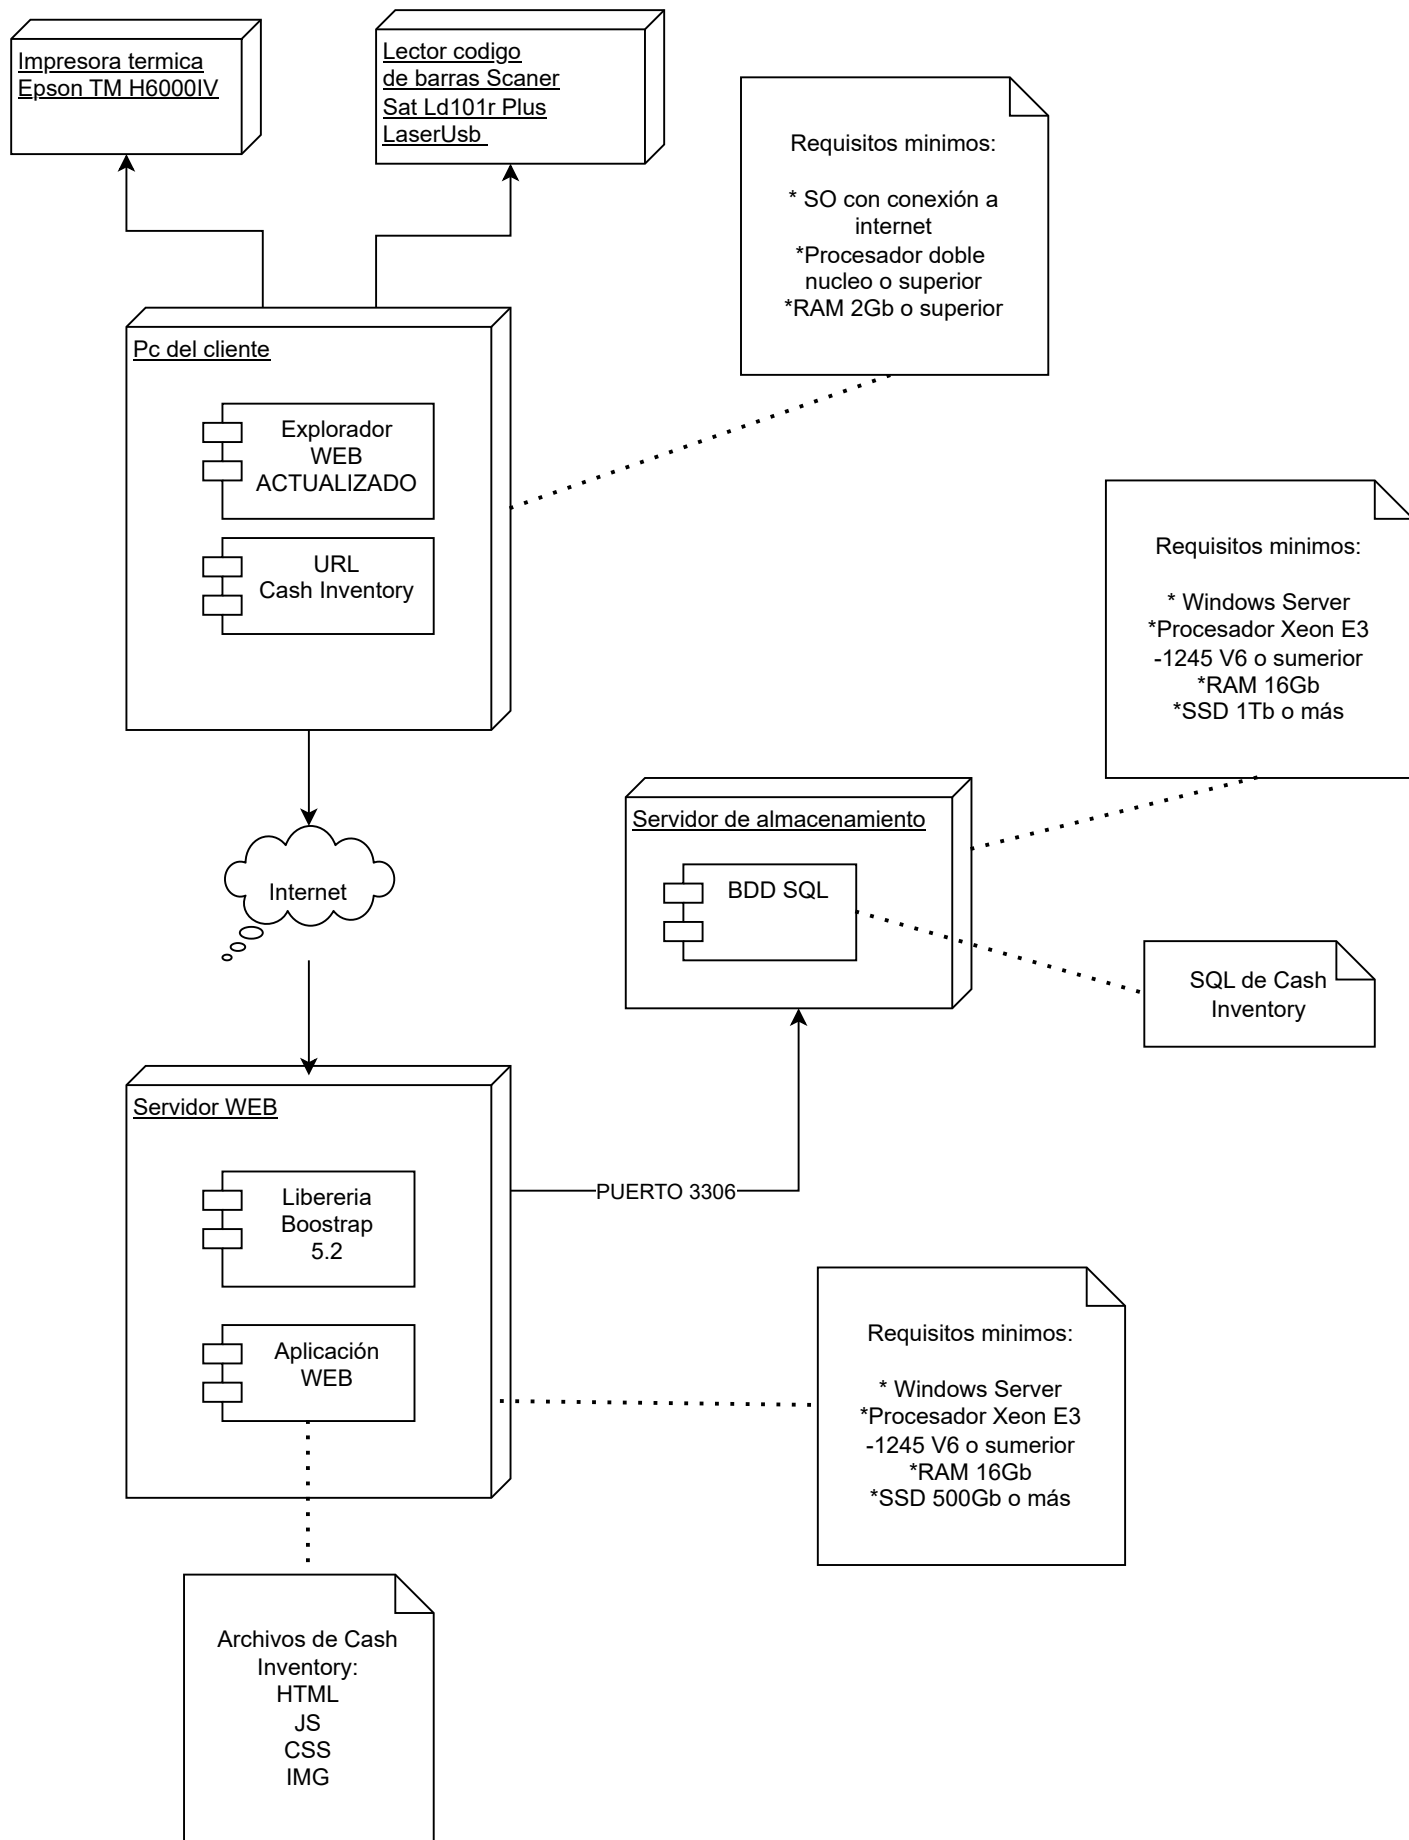 Impresora termica
Epson TM H6000IV
Lector codigo
de barras Scaner
Sat Ld101r Plus
LaserUsb
Requisitos minimos:
* SO con conexión a
internet
*Procesador doble
nucleo o superior
*RAM 2Gb o superior
Pc del cliente
Explorador
WEB
ACTUALIZADO
URL
Cash Inventory
Requisitos minimos:
* Windows Server
*Procesador Xeon E3
-1245 V6 o sumerior
*RAM 16Gb
*SSD 1Tb o más
Internet
Servidor de almacenamiento
BDD SQL
SQL de Cash
Inventory
Servidor WEB
Libereria
Boostrap
5.2
PUERTO 3306
Aplicación
WEB
Requisitos minimos:
* Windows Server
*Procesador Xeon E3
-1245 V6 o sumerior
*RAM 16Gb
*SSD 500Gb o más
Archivos de Cash
Inventory:
HTML
JS
CSS
IMG